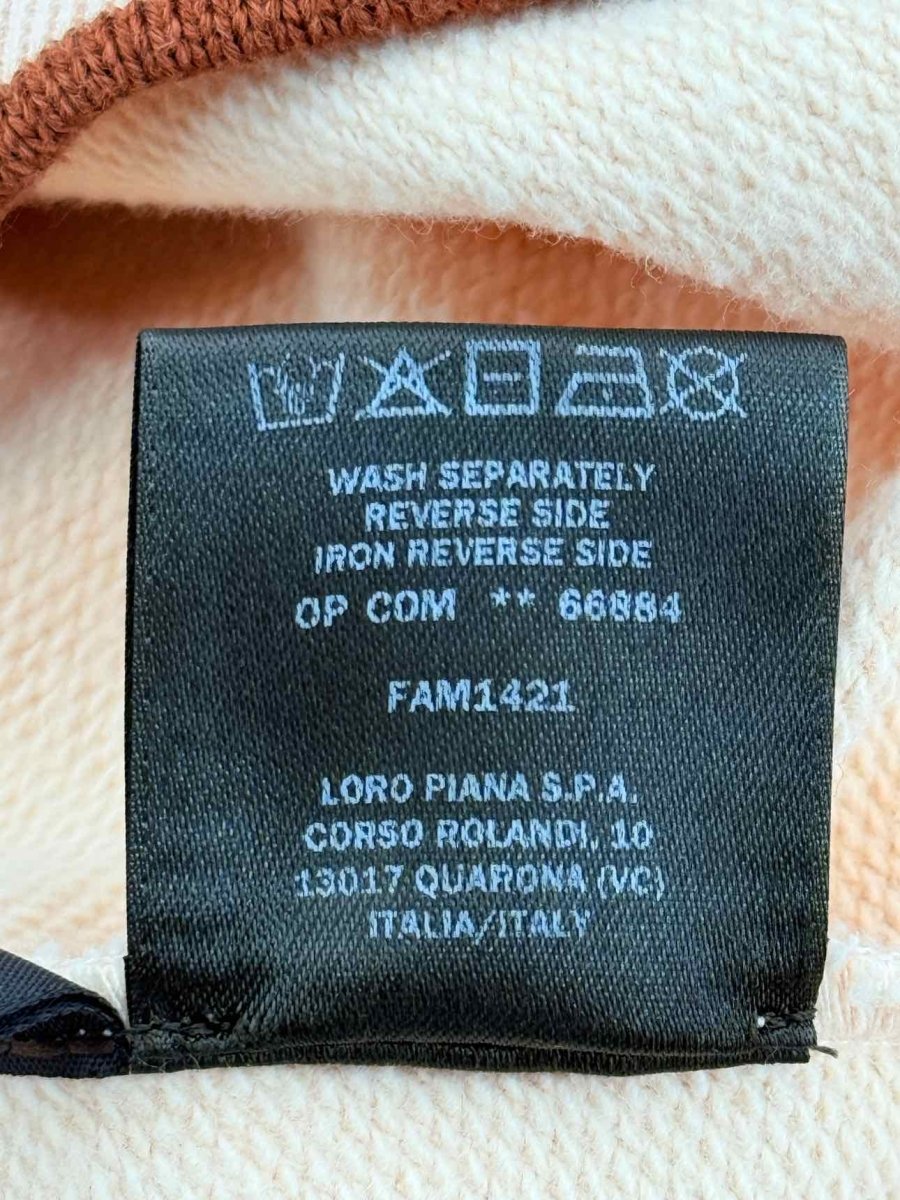 WASH SEPARATELY
REVERSE SIDE
IRON REVERSE SIDE
OP COM ** 66884
FAM1421
LORO PIANA S.P.A.
CORSO ROLANDI, 10
13017 QUARONA (VC)
ITALIA/ITALY